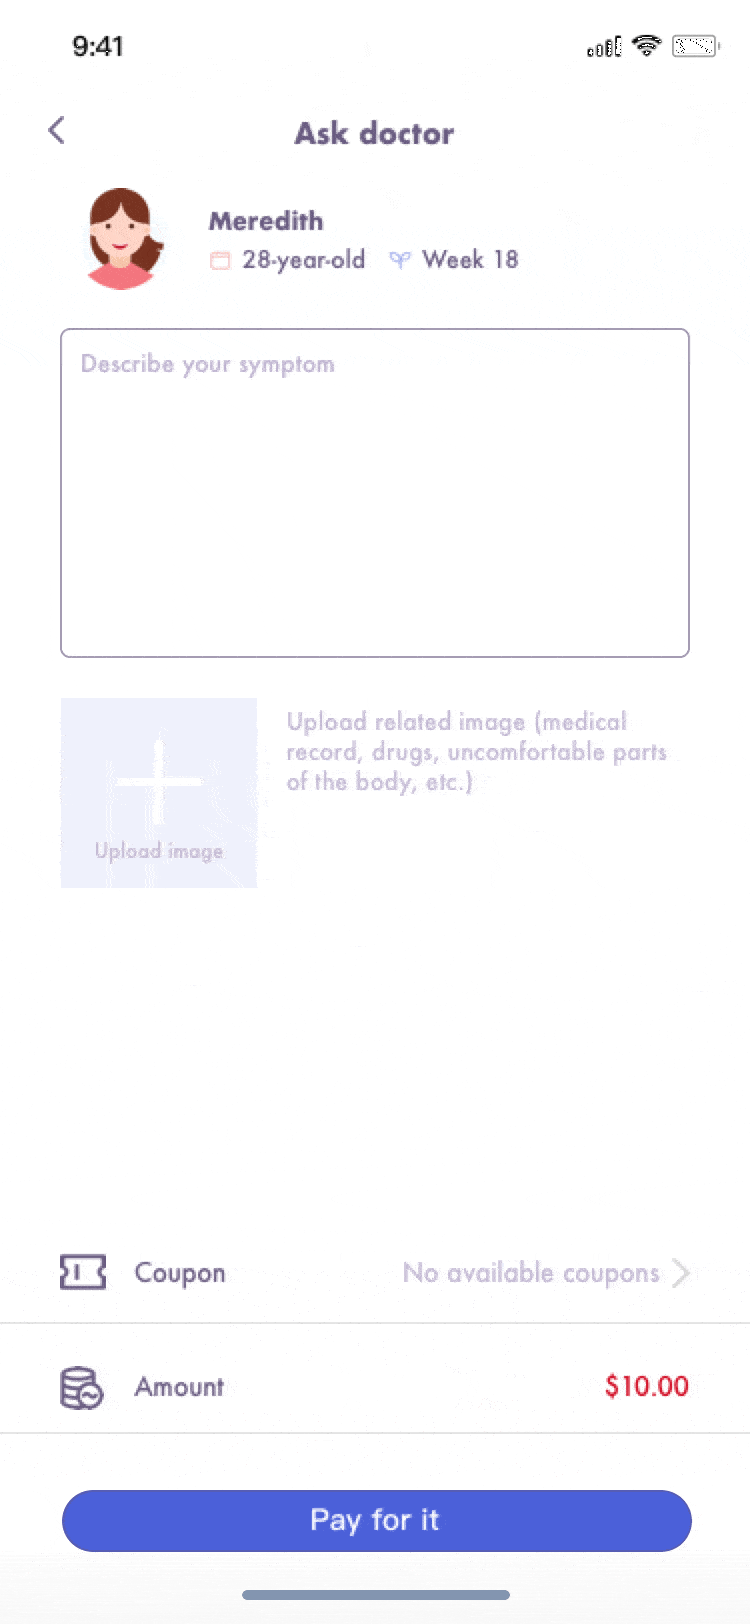 9:41
Ask doctor
Meredith
28-year-old Week 18
Describe your symptom
Upload related image (medical
record, drugs, uncomfortable parts
of the body, etc.)
Upload image
Coupon No available coupons
Amount $10.00
Pay for it